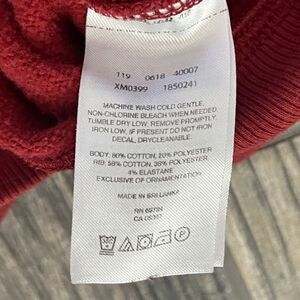 119 0618 40007
XM0399 1850241
MACHINE WASH COLD GENTLE,
NON-CHLORINE BLEACH WHEN NEEDED,
TUMBLE DRY LOW, REMOVE PROMPTLY,
IRON LOW, IF PRESENT DO NOT IRON
DECAL, DRYCLEANABLE
BODY: 80% COTTON, 20% POLYESTER
RIB: 58% COTTON, 38% POLYESTER
4% ELASTANE
EXCLUSIVE OF ORNAMENTATION
MADE IN SRI LANKA
RN
CA